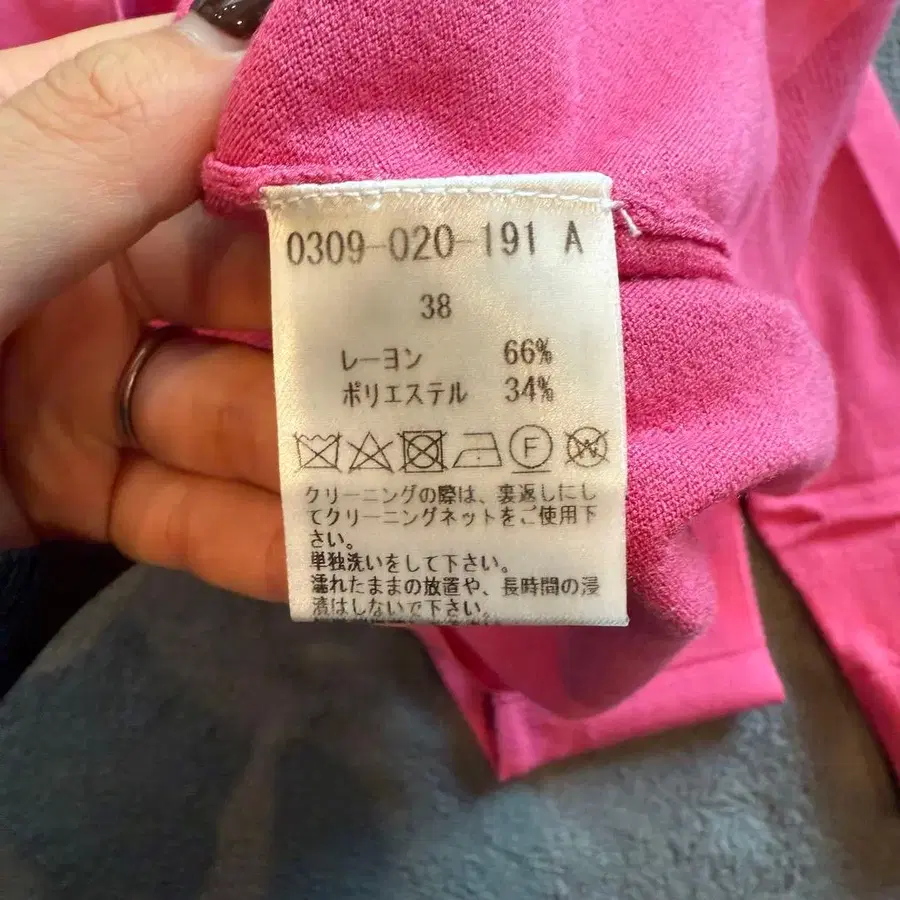 0309-020-191 A
38
レーヨン 66%
ポリエステル 34%
F W
クリーニングの際は、裏返しにし
てクリーニングネットをご使用下
さい。
単独洗いをして下さい。
濡れたままの放置や、長時間の浸
漬はしないで下さい。